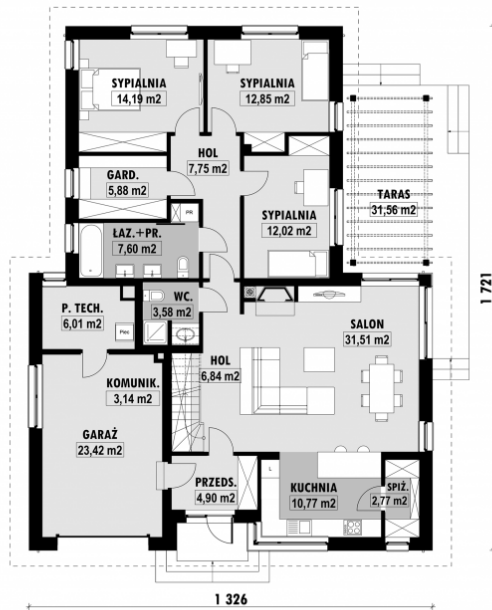 SYPIALNIA
14,19 m2
SYPIALNIA
12,85 m2
HOL
7,75 m2
GARD.
5,88 m2
TARAS
31,56 m2
SYPIALNIA
12,02 m2
PR
ŁAZ.+PR.
7,60 m2
1 721
WC.
3,58 m2
P. TECH.
6,01 m2
Piec
SALON
31,51 m2
HOL
6,84 m2
KOMUNIK.
3,14 m2
GARAŻ
23,42 m2
L
PRZEDS.
4,90 m2
KUCHNIA
10,77 m2
SPIŻ.
2,77 m2
1 326